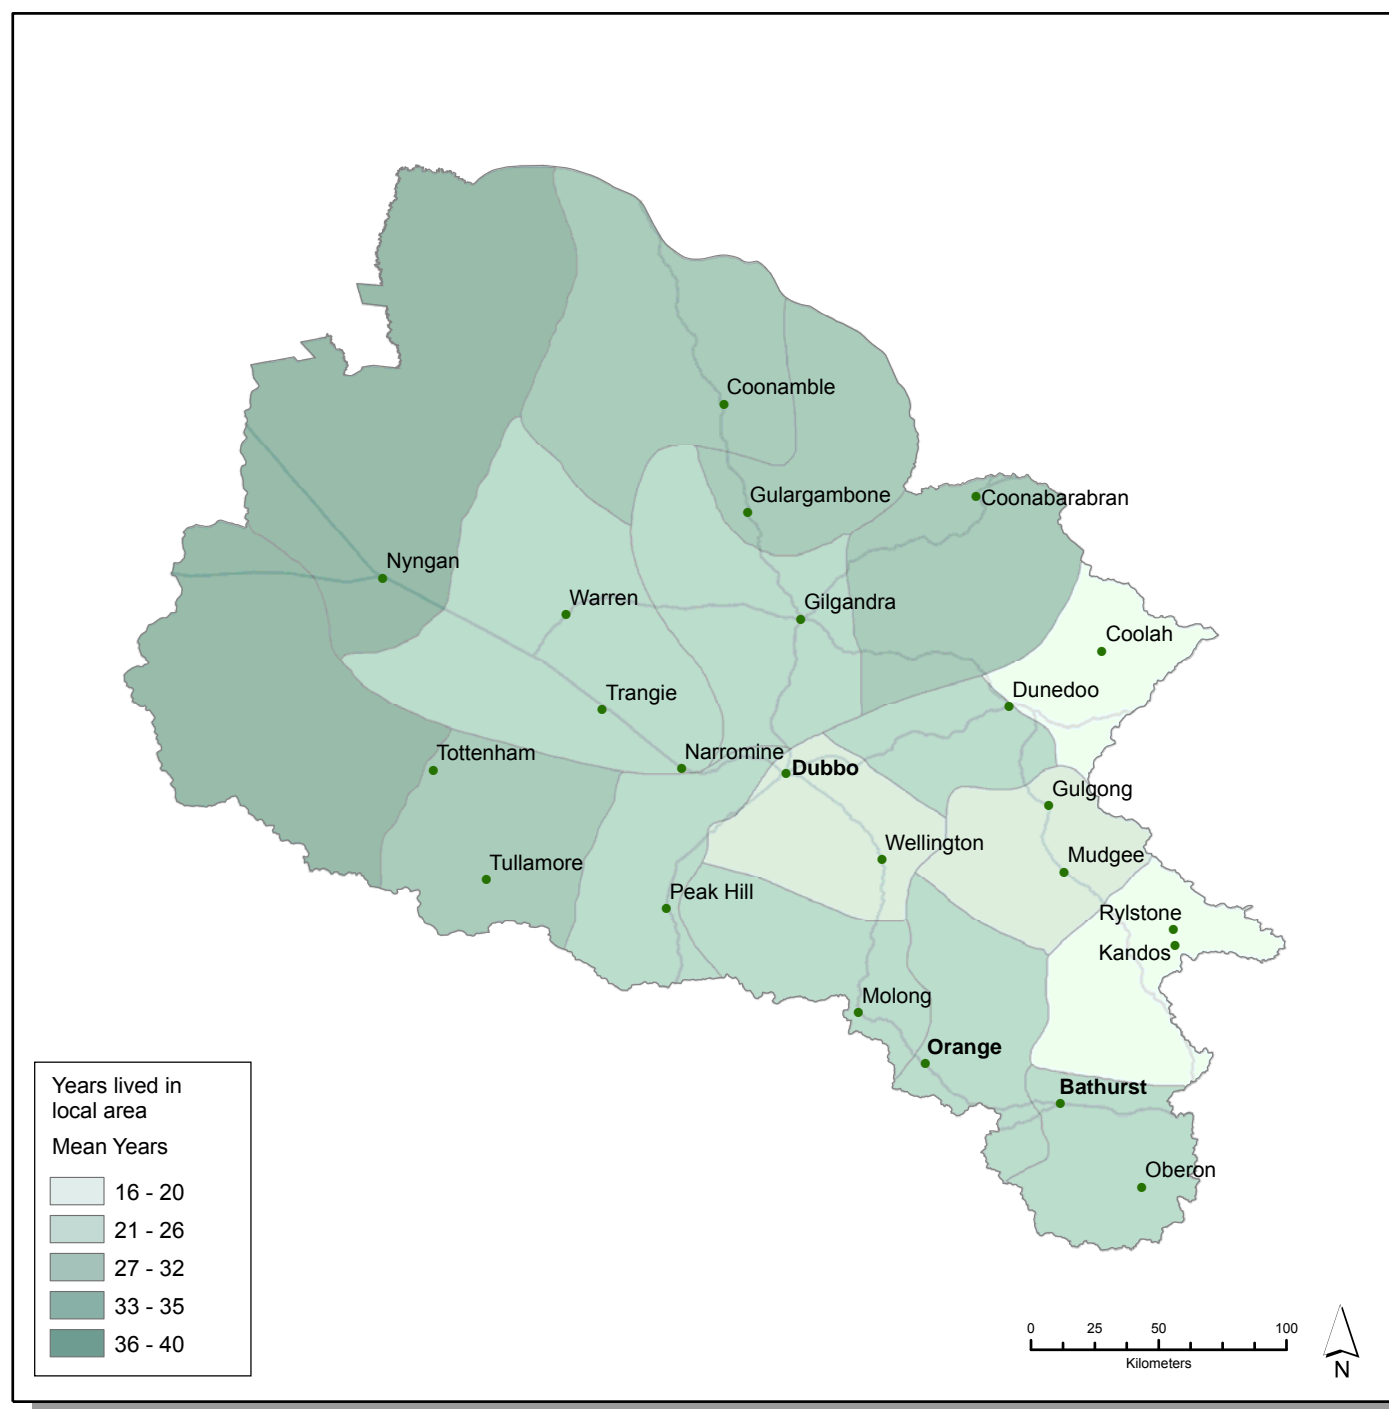 Coonamble
Gulargambone
Coonabarabran
Nyngan
Warren
Gilgandra
Coolah
Trangie
Dunedoo
Tottenham
Narromine
Dubbo
Gulgong
Wellington
Mudgee
Tullamore
Peak Hill
Rylstone
Kandos
Molong
Orange
Bathurst
Oberon
Years lived in
local area
Mean Years
16 - 20
21 - 26
27 - 32
33 - 35
36 - 40
0 25 50 100
Kilometers
N